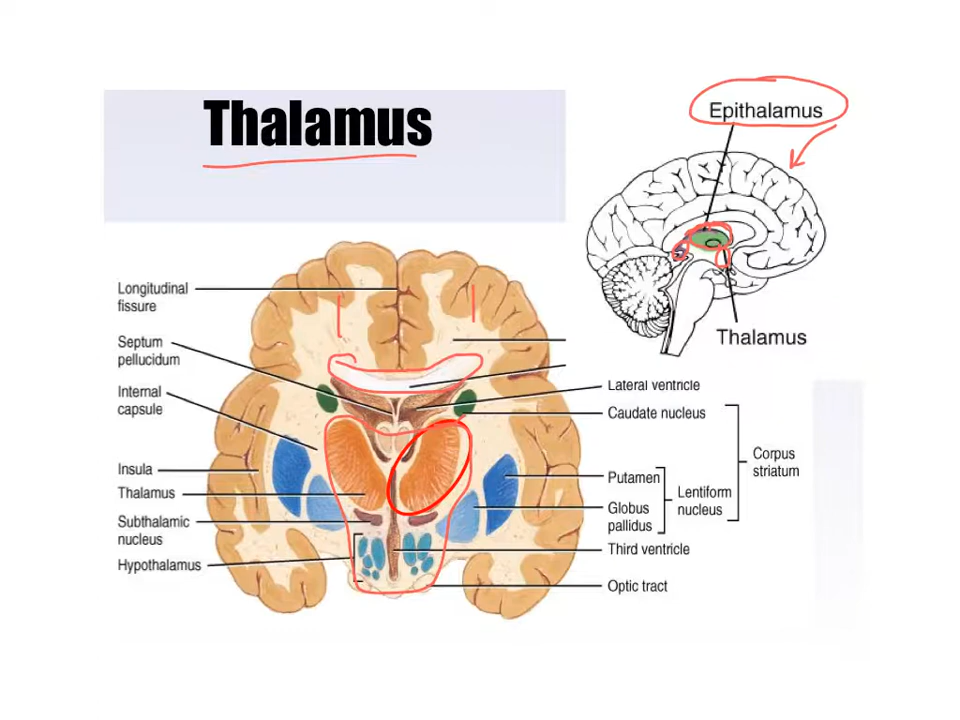 Thalamus
Epithalamus
Thalamus
Longitudinal
fissure
Septum
pellucidum
Internal
capsule
Insula
Thalamus
Subthalamic
nucleus
Hypothalamus
Lateral ventricle
Caudate nucleus
Putamen
Globus
pallidus
Lentiform
nucleus
Corpus
striatum
Third ventricle
Optic tract